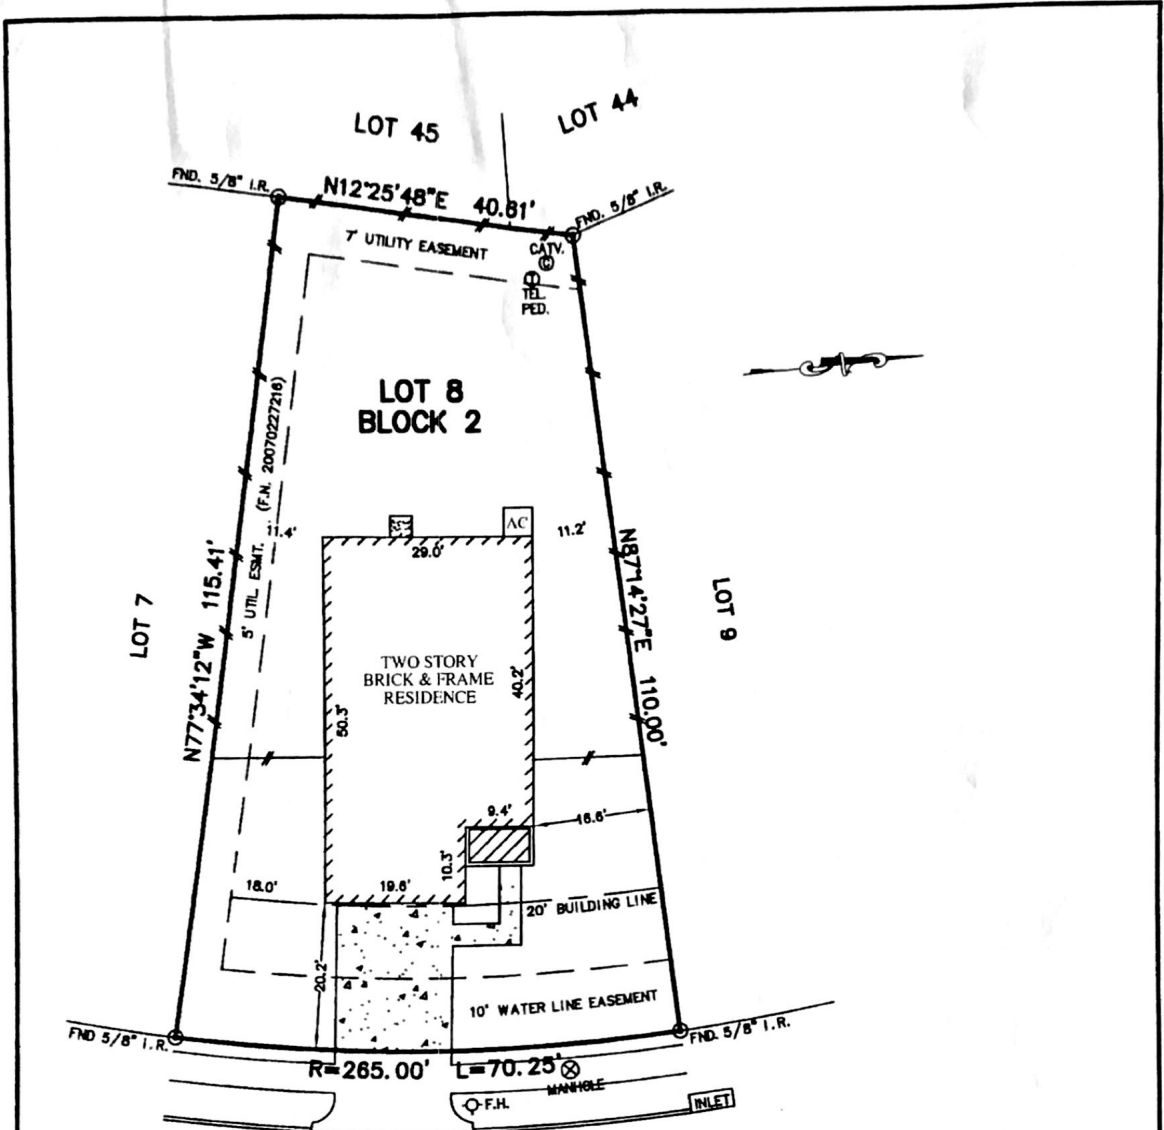 LOT 45
LOT 44
FND. 5/8" I.R.
N12°25'48"E 40.61'
FND. 5/8" I.R.
7' UTILITY EASEMENT
CATV.
C
TEL.
PED.
LOT 8
BLOCK 2
(F.N. 20070227216)
5' UTIL ESMT.
11.4'
AC
29.0'
11.2'
LOT 7
N77°34'12"W 115.41'
N87°14'27"E 110.00'
LOT 9
TWO STORY
BRICK & FRAME
RESIDENCE
40.2'
50.3'
9.4'
16.6'
10.3'
18.0'
19.6'
20' BUILDING LINE
20.2'
10' WATER LINE EASEMENT
FND 5/8" I.R.
FND. 5/8" I.R.
R=265.00' L=70.25'
MANHOLE
F.H.
INLET